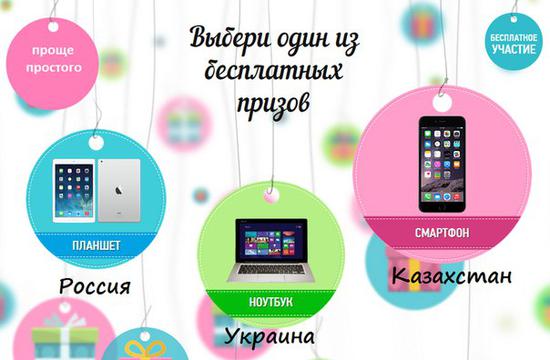 проще
простого
Выбери один из
бесплатных
призов
БЕСПЛАТНОЕ
УЧАСТИЕ
ПЛАНШЕТ
Россия
НОУТБУК
Украина
СМАРТФОН
Казахстан